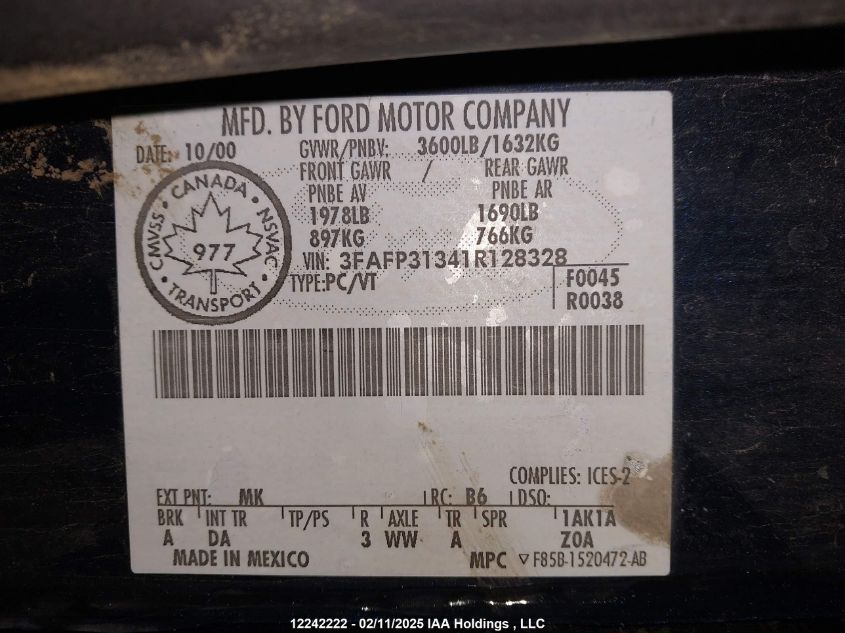 MFD. BY FORD MOTOR COMPANY
DATE: 10/00 GVWR/PNBV: 3600LB/1632KG
FRONT GAWR / REAR GAWR
PNBE AV PNBE AR
1978LB 1690LB
897KG 766KG
VIN: 3FAFP31341R128328
TYPE:PC/VT F0045
R0038
CANADA
CMVSS NSVAC
977
TRANSPORT
COMPLIES: ICES-2
EXT PNT: MK RC: B6 DSO:
BRK INT TR TP/PS R AXLE TR SPR 1AK1A
A DA 3 WW A Z0A
MADE IN MEXICO MPC ▽F85B-1520472-AB
12242222 - 02/11/2025 IAA Holdings , LLC